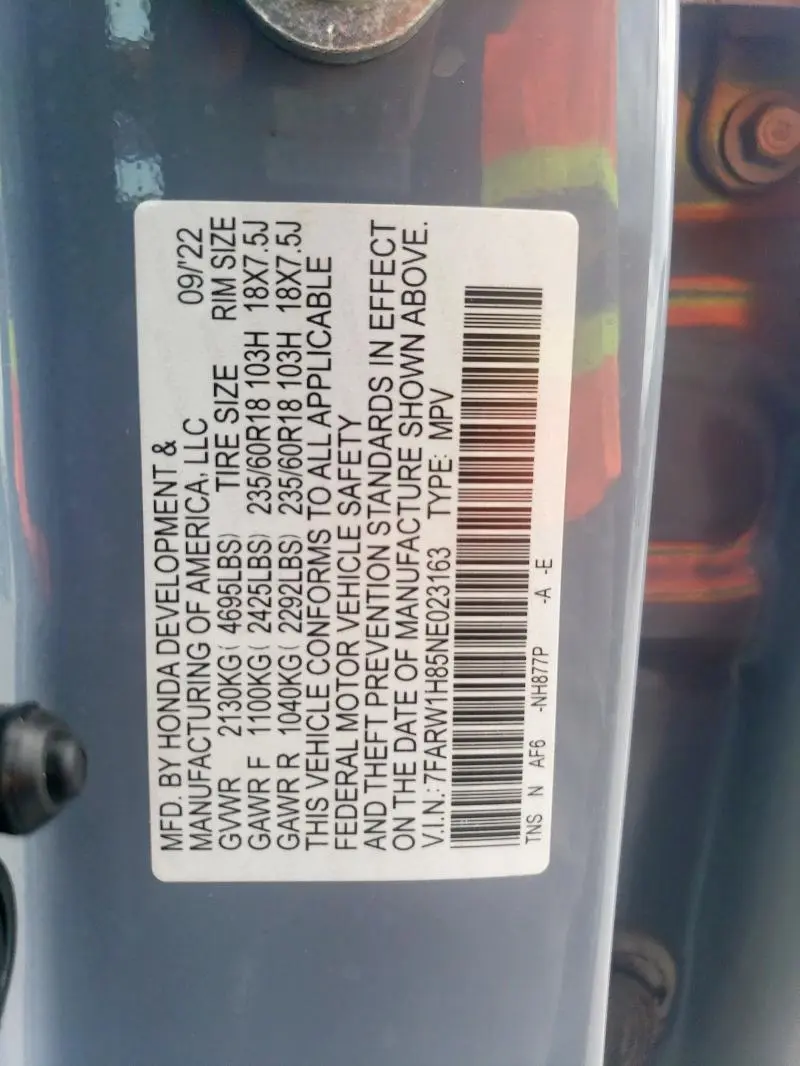 MFD. BY HONDA DEVELOPMENT &
MANUFACTURING OF AMERICA, LLC 09/'22
GVWR 2130KG( 4695LBS) TIRE SIZE RIM SIZE
GAWR F 1100KG( 2425LBS) 235/60R18 103H 18X7.5J
GAWR R 1040KG( 2292LBS) 235/60R18 103H 18X7.5J
THIS VEHICLE CONFORMS TO ALL APPLICABLE
FEDERAL MOTOR VEHICLE SAFETY
AND THEFT PREVENTION STANDARDS IN EFFECT
ON THE DATE OF MANUFACTURE SHOWN ABOVE.
V.I.N.: 7FARW1H85NE023163 TYPE: MPV
TNS N AF6 -NH877P -A -E